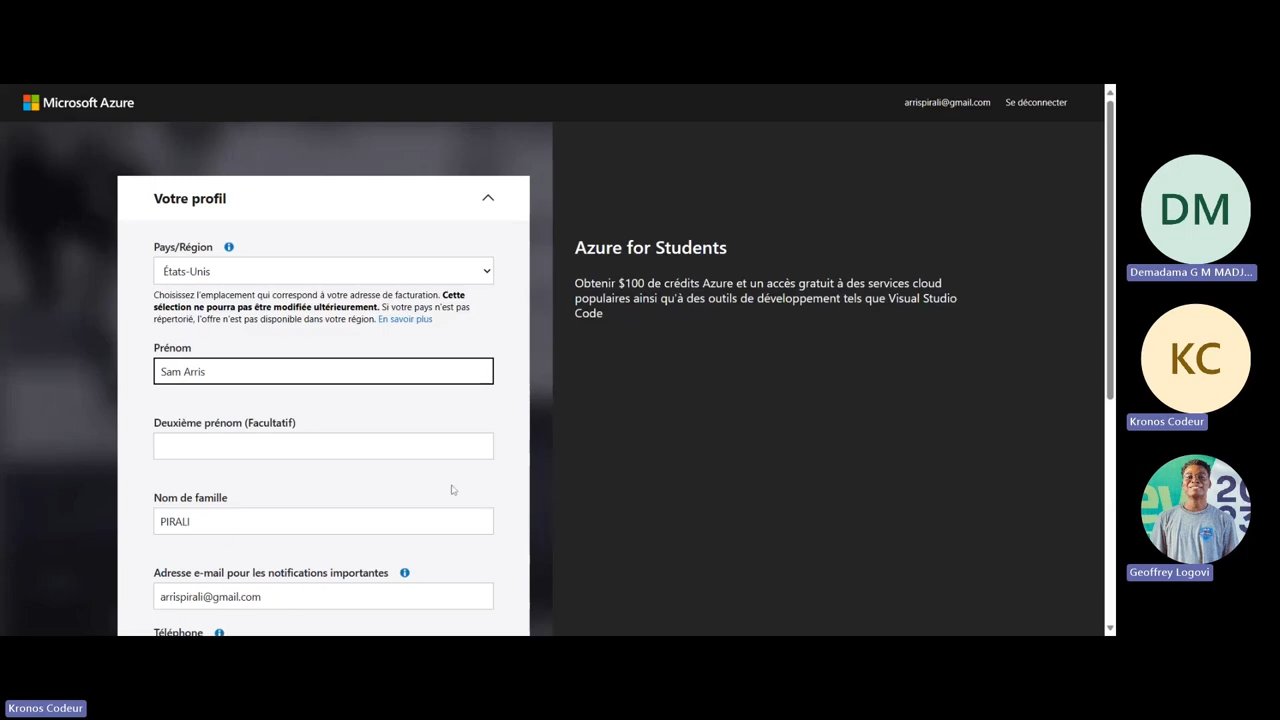 Microsoft Azure
arrispirali@gmail.com
Se déconnecter
Votre profil
Pays/Région
États-Unis
Choisissez l'emplacement qui correspond à votre adresse de facturation. Cette
sélection ne pourra pas être modifiée ultérieurement. Si votre pays n'est pas
répertorié, l'offre n'est pas disponible dans votre région. En savoir plus
Prénom
Sam Arris
Deuxième prénom (Facultatif)
Nom de famille
PIRALI
Adresse e-mail pour les notifications importantes
arrispirali@gmail.com
Téléphone
Azure for Students
Obtenir $100 de crédits Azure et un accès gratuit à des services cloud
populaires ainsi qu'à des outils de développement tels que Visual Studio
Code
DM
Demadama G M MADJ...
KC
Kronos Codeur
Geoffrey Logovi
Kronos Codeur